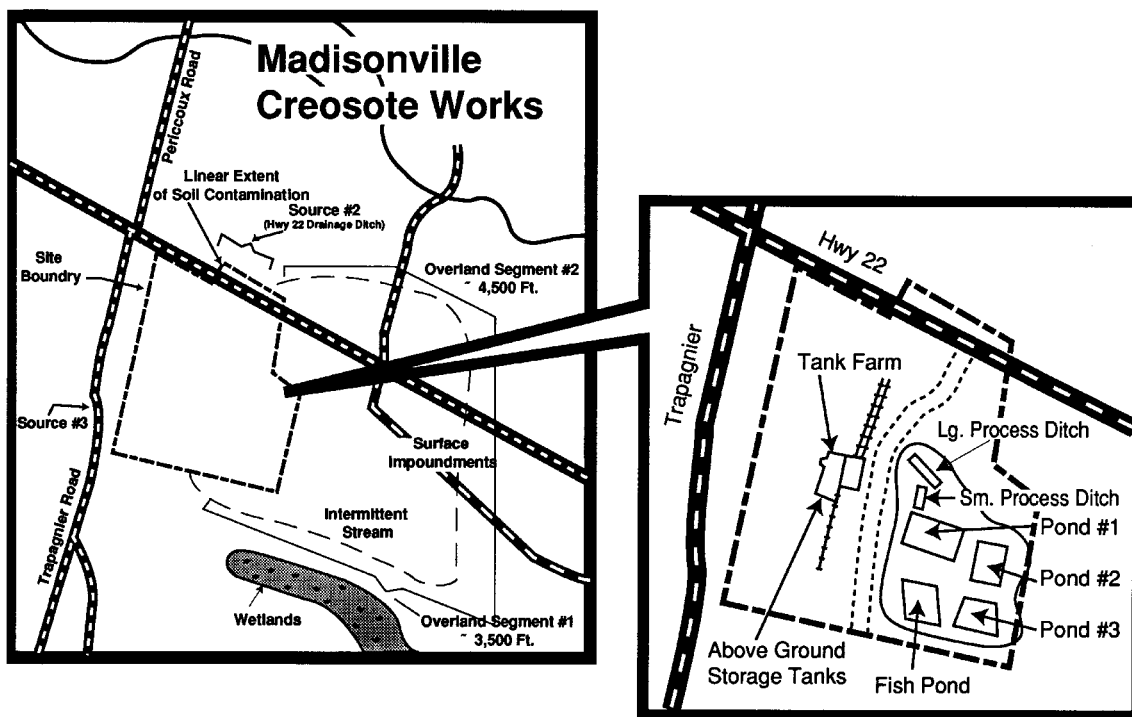 Madisonville
Creosote Works
Periccoux Road
Linear Extent
of Soil Contamination
Source #2
(Hwy 22 Drainage Ditch)
Site
Boundry
Overland Segment #2
~ 4,500 Ft.
Source #3
Surface
Impoundments
Trapagnier Road
Intermittent
Stream
Wetlands
Overland Segment #1
~ 3,500 Ft.
Hwy 22
Trapagnier
Tank Farm
Lg. Process Ditch
Sm. Process Ditch
Pond #1
Pond #2
Pond #3
Above Ground
Storage Tanks
Fish Pond